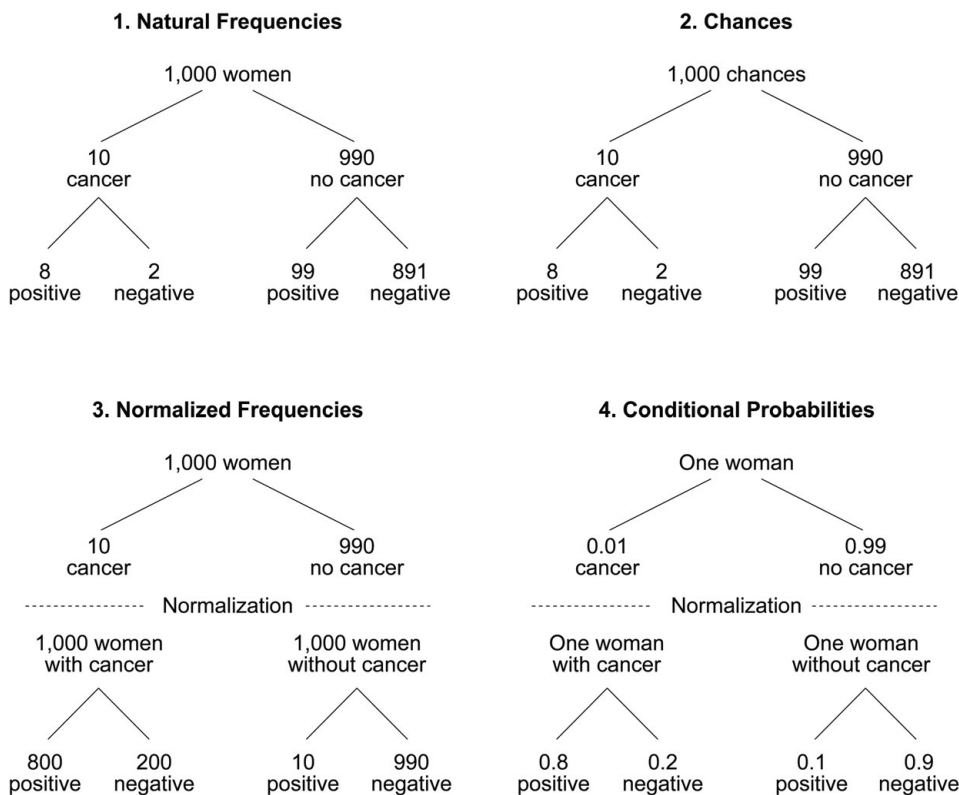 1. Natural Frequencies
1,000 women
10
cancer
990
no cancer
8
positive
2
negative
99
positive
891
negative
2. Chances
1,000 chances
10
cancer
990
no cancer
8
positive
2
negative
99
positive
891
negative
3. Normalized Frequencies
1,000 women
10
cancer
990
no cancer
Normalization
1,000 women
with cancer
1,000 women
without cancer
800
positive
200
negative
10
positive
990
negative
4. Conditional Probabilities
One woman
0.01
cancer
0.99
no cancer
Normalization
One woman
with cancer
One woman
without cancer
0.8
positive
0.2
negative
0.1
positive
0.9
negative